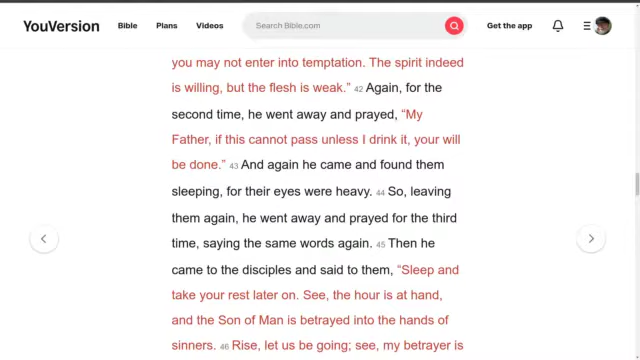 YouVersion Bible Plans Videos Search Bible.com Get the app
you may not enter into temptation. The spirit indeed
is willing, but the flesh is weak.” 42 Again, for the
second time, he went away and prayed, “My
Father, if this cannot pass unless I drink it, your will
be done.” 43 And again he came and found them
sleeping, for their eyes were heavy. 44 So, leaving
them again, he went away and prayed for the third
time, saying the same words again. 45 Then he
came to the disciples and said to them, “Sleep and
take your rest later on. See, the hour is at hand,
and the Son of Man is betrayed into the hands of
sinners. 46 Rise, let us be going; see, my betrayer is